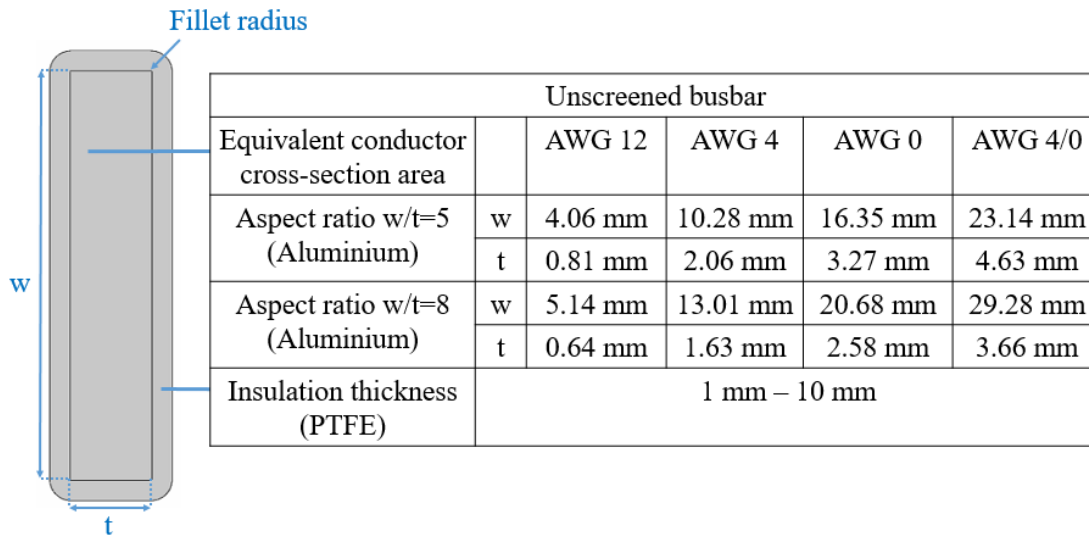 Fillet radius
Unscreened busbar
Equivalent conductor cross-section area AWG 12 AWG 4 AWG 0 AWG 4/0
Aspect ratio w/t=5 (Aluminium) w 4.06 mm 10.28 mm 16.35 mm 23.14 mm
t 0.81 mm 2.06 mm 3.27 mm 4.63 mm
Aspect ratio w/t=8 (Aluminium) w 5.14 mm 13.01 mm 20.68 mm 29.28 mm
t 0.64 mm 1.63 mm 2.58 mm 3.66 mm
Insulation thickness (PTFE) 1 mm – 10 mm
w
t